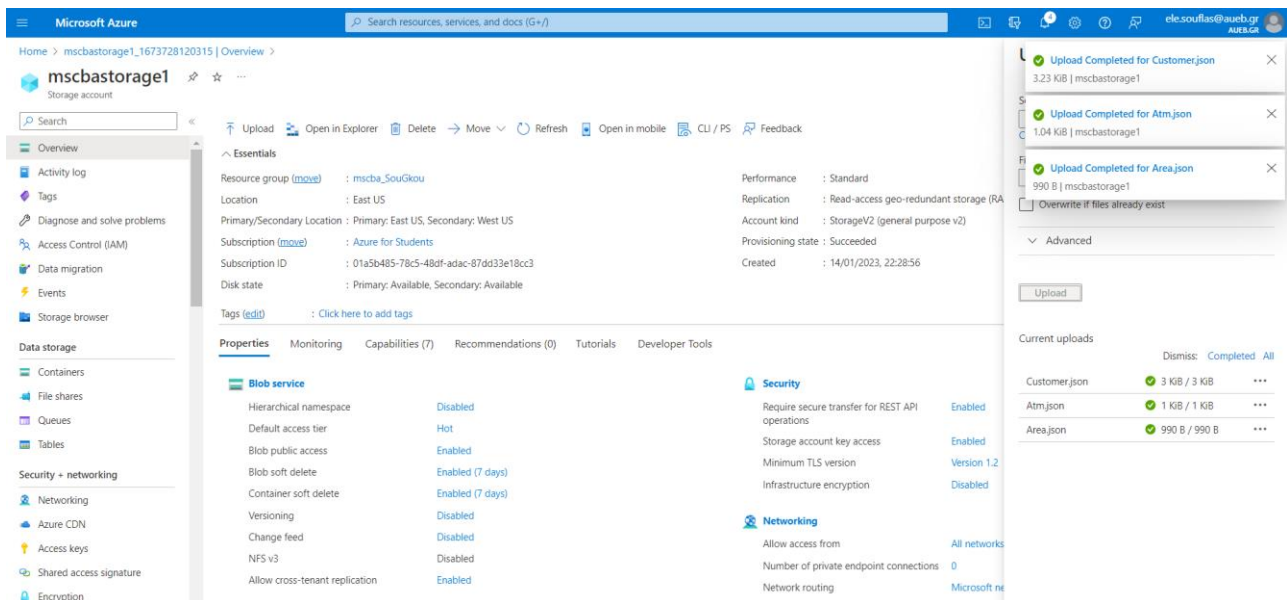 Microsoft Azure
Search resources, services, and docs (G+/)
ele.souflas@aueb.gr
AUEB.GR
Home > mscbastorage1_1673728120315 | Overview >
mscbastorage1
Storage account
Search
Overview
Activity log
Tags
Diagnose and solve problems
Access Control (IAM)
Data migration
Events
Storage browser
Data storage
Containers
File shares
Queues
Tables
Security + networking
Networking
Azure CDN
Access keys
Shared access signature
Encryption
Upload Open in Explorer Delete Move Refresh Open in mobile CLI / PS Feedback
Essentials
Resource group (move) : mscba_SouGkou
Location : East US
Primary/Secondary Location : Primary: East US, Secondary: West US
Subscription (move) : Azure for Students
Subscription ID : 01a5b485-78c5-48df-adac-87dd33e18cc3
Disk state : Primary: Available, Secondary: Available
Tags (edit) : Click here to add tags
Performance : Standard
Replication : Read-access geo-redundant storage (RA
Account kind : StorageV2 (general purpose v2)
Provisioning state : Succeeded
Created : 14/01/2023, 22:28:56
Properties Monitoring Capabilities (7) Recommendations (0) Tutorials Developer Tools
Blob service
Hierarchical namespace Disabled
Default access tier Hot
Blob public access Enabled
Blob soft delete Enabled (7 days)
Container soft delete Enabled (7 days)
Versioning Disabled
Change feed Disabled
NFS v3 Disabled
Allow cross-tenant replication Enabled
Security
Require secure transfer for REST API operations Enabled
Storage account key access Enabled
Minimum TLS version Version 1.2
Infrastructure encryption Disabled
Networking
Allow access from All networks
Number of private endpoint connections 0
Network routing Microsoft ne
Upload Completed for Customer.json
3.23 KiB | mscbastorage1
Upload Completed for Atm.json
1.04 KiB | mscbastorage1
Upload Completed for Area.json
990 B | mscbastorage1
Overwrite if files already exist
Advanced
Upload
Current uploads
Dismiss: Completed All
Customer.json 3 KiB / 3 KiB
Atm.json 1 KiB / 1 KiB
Area.json 990 B / 990 B